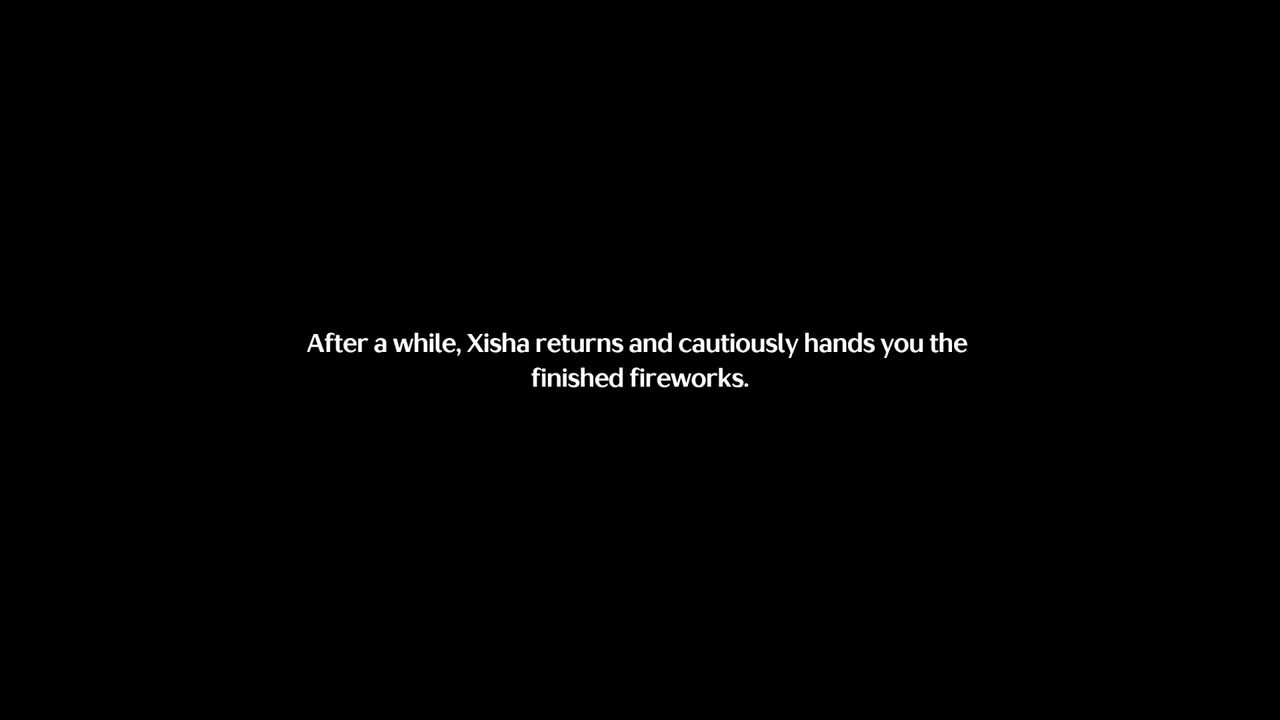 After a while, Xisha returns and cautiously hands you the
finished fireworks.